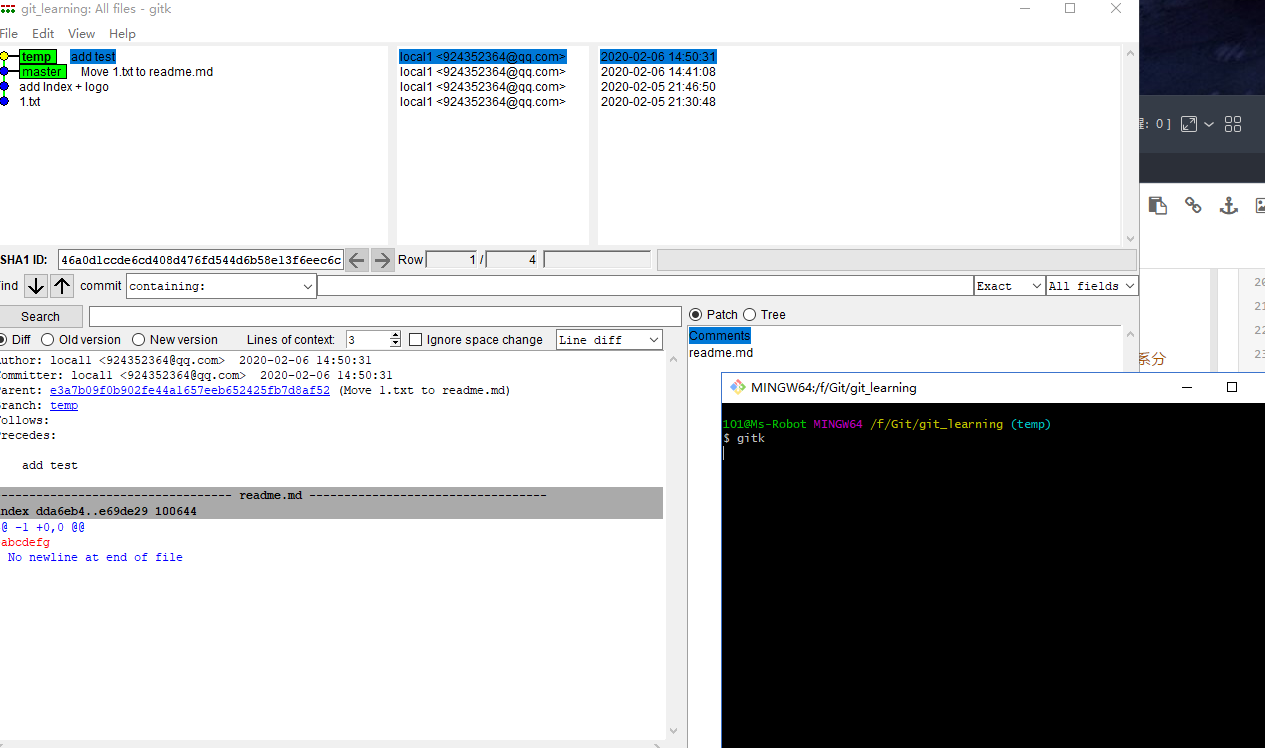 git_learning: All files - gitk
File Edit View Help
temp add test local1 <924352364@qq.com> 2020-02-06 14:50:31
master Move 1.txt to readme.md local1 <924352364@qq.com> 2020-02-06 14:41:08
add Index + logo local1 <924352364@qq.com> 2020-02-05 21:46:50
1.txt local1 <924352364@qq.com> 2020-02-05 21:30:48
: 0 ]
SHA1 ID: 46a0d1ccde6cd408d476fd544d6b58e13f6eec6c Row 1 / 4
ind commit containing: Exact All fields
Search
Patch Tree
Diff Old version New version Lines of context: 3 Ignore space change Line diff
Comments
readme.md
uthor: local1 <924352364@qq.com> 2020-02-06 14:50:31
ommitter: local1 <924352364@qq.com> 2020-02-06 14:50:31
arent: e3a7b09f0b902fe44a1657eeb652425fb7d8af52 (Move 1.txt to readme.md)
ranch: temp
ollows:
recedes:
add test
--------------------------------- readme.md ----------------------------------
ndex dda6eb4..e69de29 100644
@ -1 +0,0 @@
abcdefg
No newline at end of file
MINGW64:/f/Git/git_learning
101@Ms-Robot MINGW64 /f/Git/git_learning (temp)
$ gitk
20
21
22
23
系分